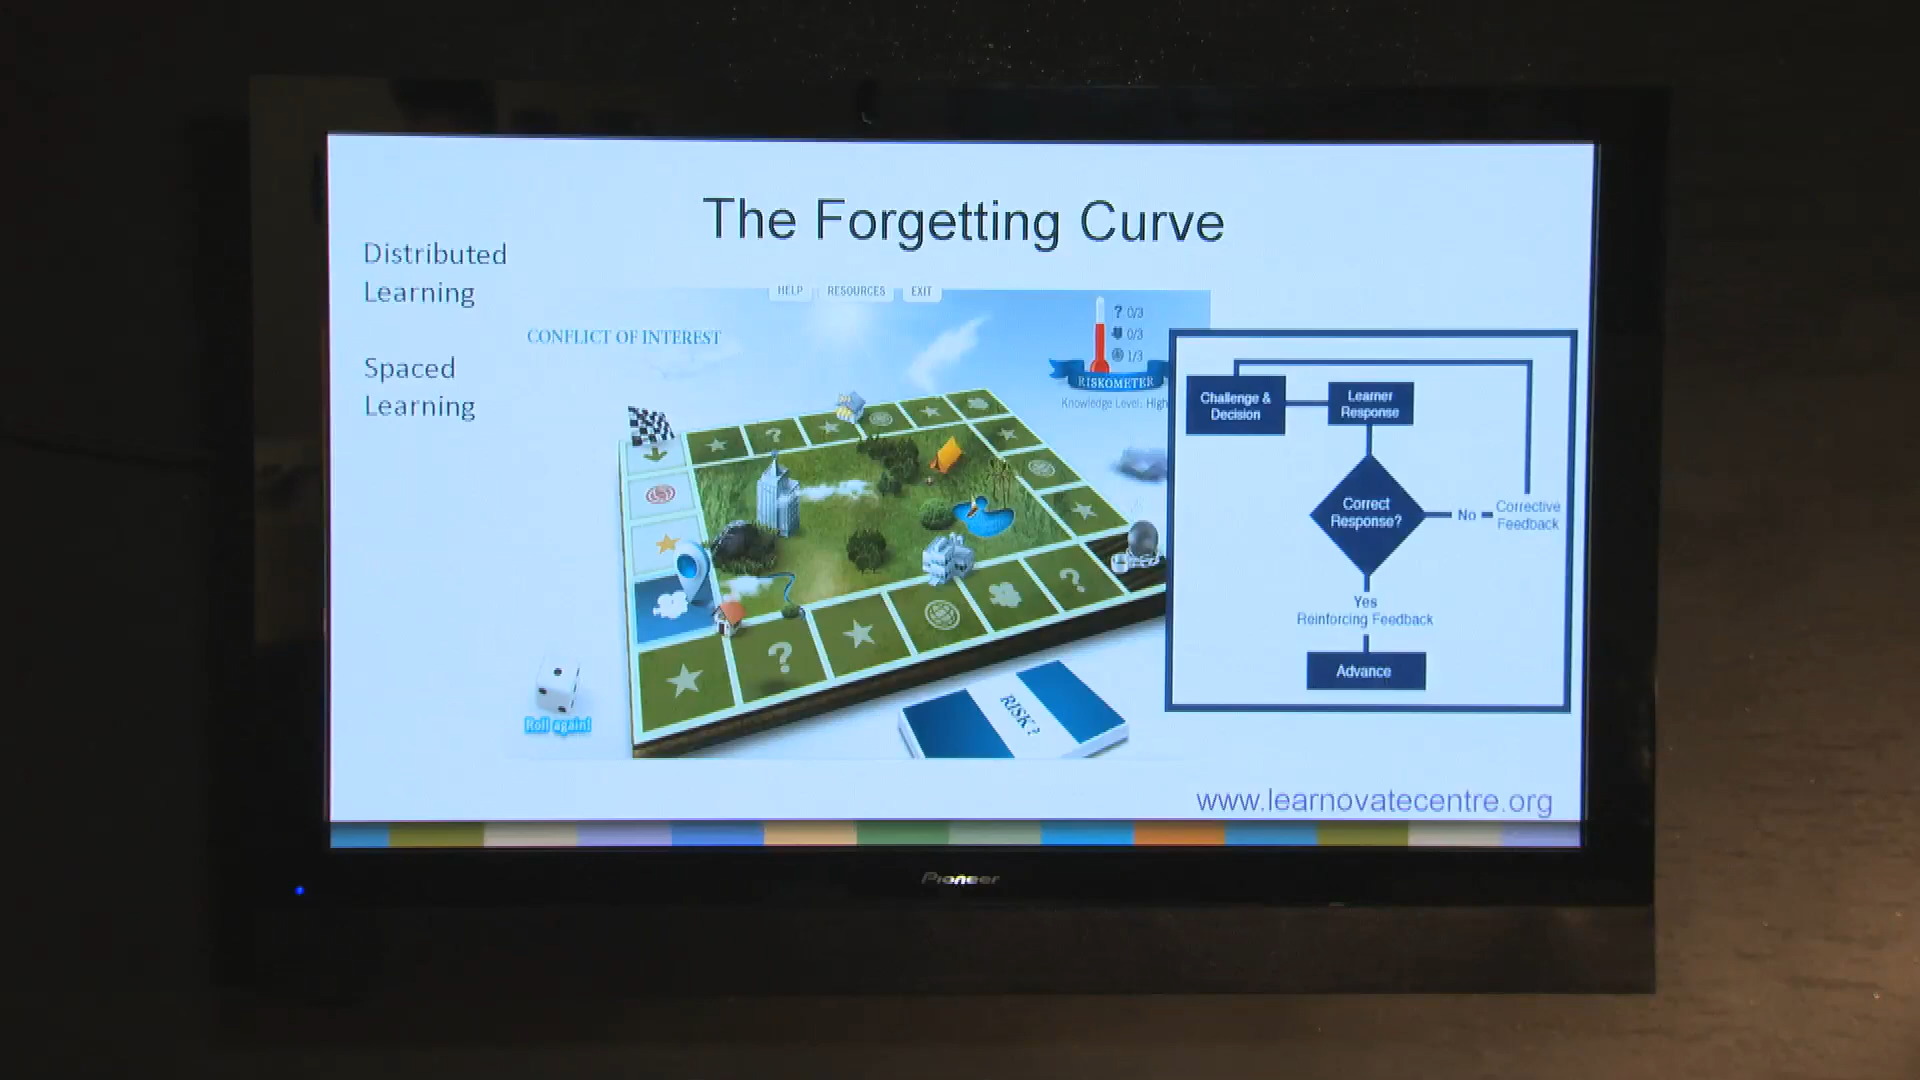 The Forgetting Curve
Distributed
Learning
Spaced
Learning
HELP
RESOURCES
EXIT
CONFLICT OF INTEREST
? 0/3
0/3
1/3
RISKOMETER
Knowledge Level: High
?
?
?
RISK?
Roll again!
Challenge &
Decision
Learner
Response
Correct
Response?
No
Corrective
Feedback
Yes
Reinforcing Feedback
Advance
www.learnovatecentre.org
Pioneer